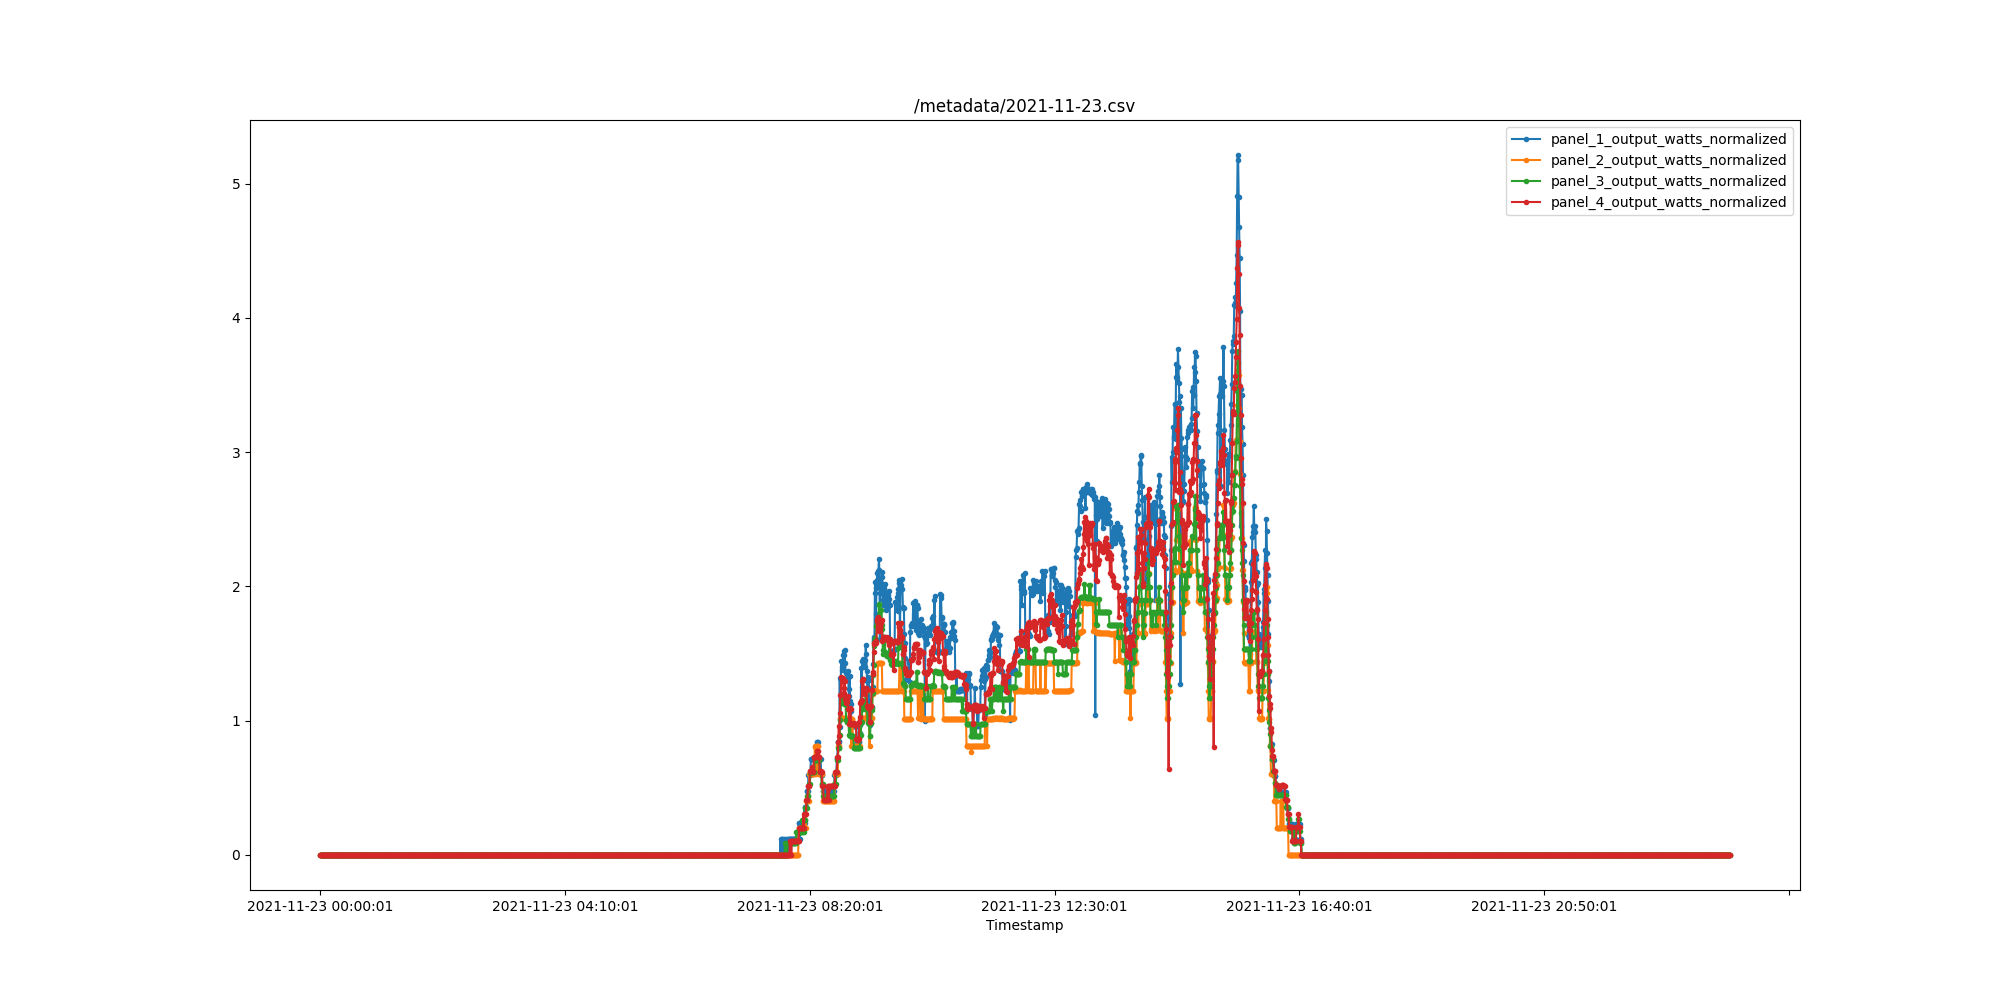 /metadata/2021-11-23.csv
panel_1_output_watts_normalized
panel_2_output_watts_normalized
panel_3_output_watts_normalized
panel_4_output_watts_normalized
5
4
3
2
1
0
2021-11-23 00:00:01 2021-11-23 04:10:01 2021-11-23 08:20:01 2021-11-23 12:30:01 2021-11-23 16:40:01 2021-11-23 20:50:01
Timestamp